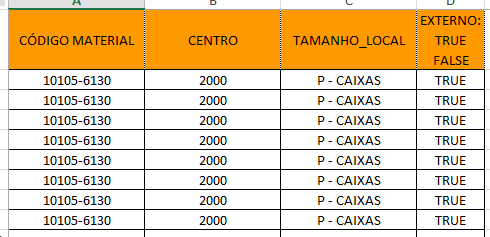 A B C D
CÓDIGO MATERIAL CENTRO TAMANHO_LOCAL EXTERNO:
TRUE
FALSE
10105-6130 2000 P - CAIXAS TRUE
10105-6130 2000 P - CAIXAS TRUE
10105-6130 2000 P - CAIXAS TRUE
10105-6130 2000 P - CAIXAS TRUE
10105-6130 2000 P - CAIXAS TRUE
10105-6130 2000 P - CAIXAS TRUE
10105-6130 2000 P - CAIXAS TRUE
10105-6130 2000 P - CAIXAS TRUE